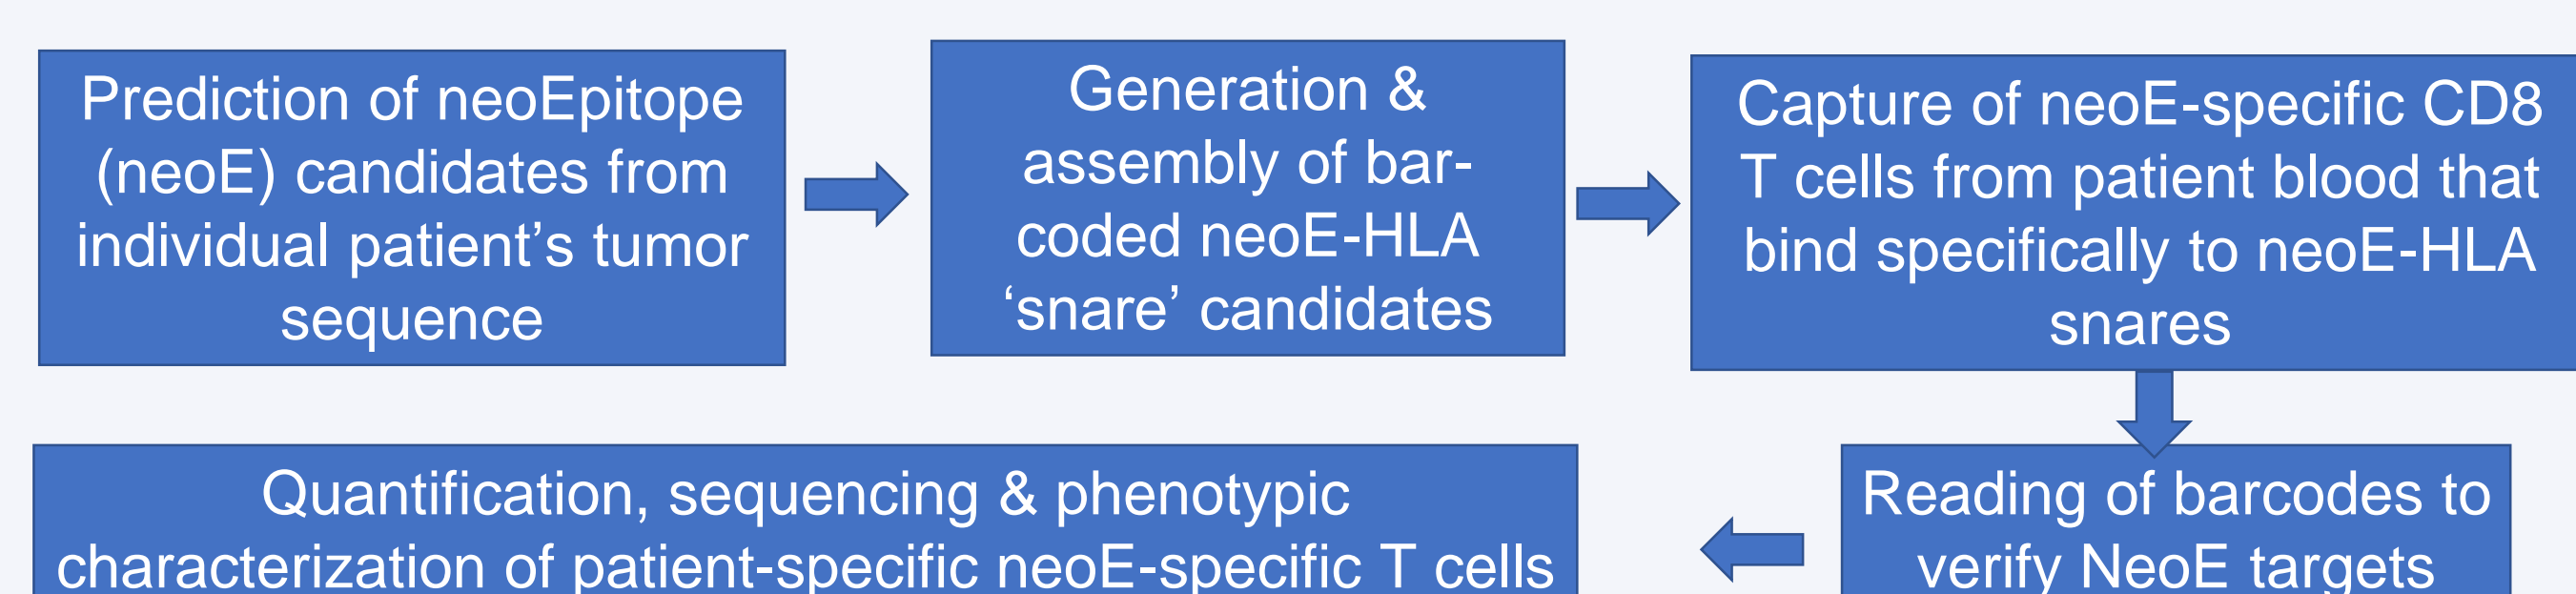 Prediction of neoEpitope
(neoE) candidates from
individual patient's tumor
sequence
Generation &
assembly of bar-
coded neoE-HLA
‘snare’ candidates
Capture of neoE-specific CD8
T cells from patient blood that
bind specifically to neoE-HLA
snares
Reading of barcodes to
verify NeoE targets
Quantification, sequencing & phenotypic
characterization of patient-specific neoE-specific T cells